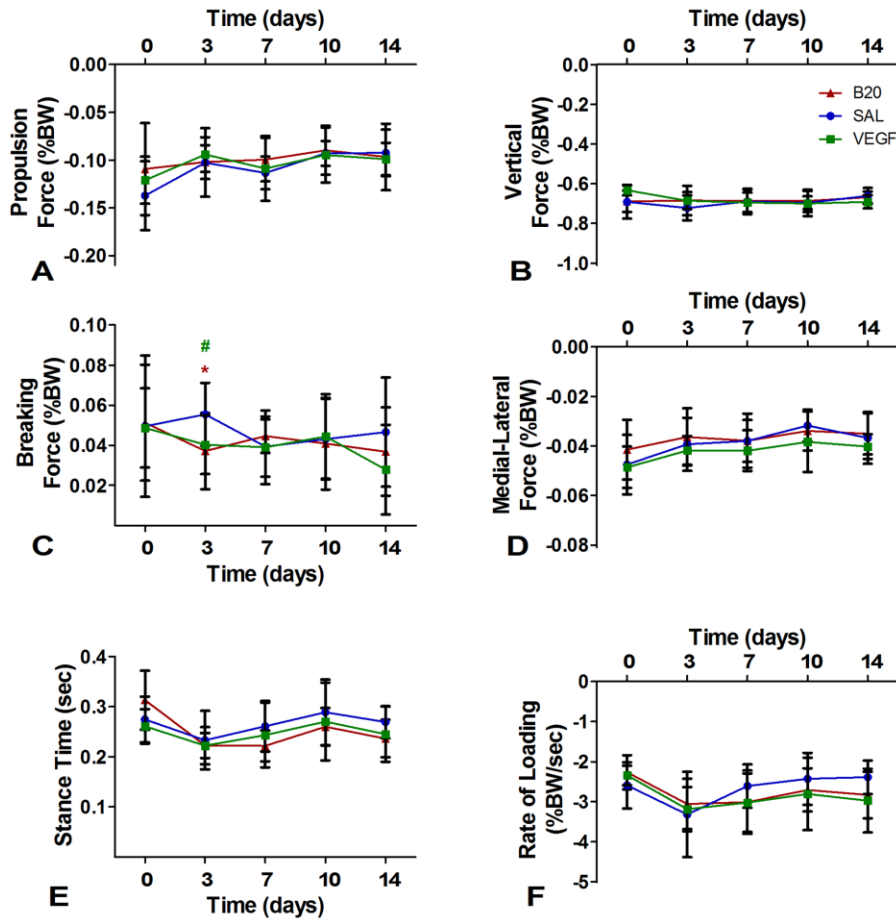 Time (days)
0 3 7 10 14
0.00
-0.05
-0.10
-0.15
-0.20
Propulsion
Force (%BW)
A
Time (days)
0 3 7 10 14
0.0
-0.2
-0.4
-0.6
-0.8
-1.0
Vertical
Force (%BW)
B20
SAL
VEGF
B
0.10
0.08
0.06
0.04
0.02
Breaking
Force (%BW)
#
*
C
0 3 7 10 14
Time (days)
Time (days)
0 3 7 10 14
0.00
-0.02
-0.04
-0.06
-0.08
Medial-Lateral
Force (%BW)
D
0.4
0.3
0.2
0.1
Stance Time (sec)
E
0 3 7 10 14
Time (days)
Time (days)
0 3 7 10 14
0
-1
-2
-3
-4
-5
Rate of Loading
(%BW/sec)
F